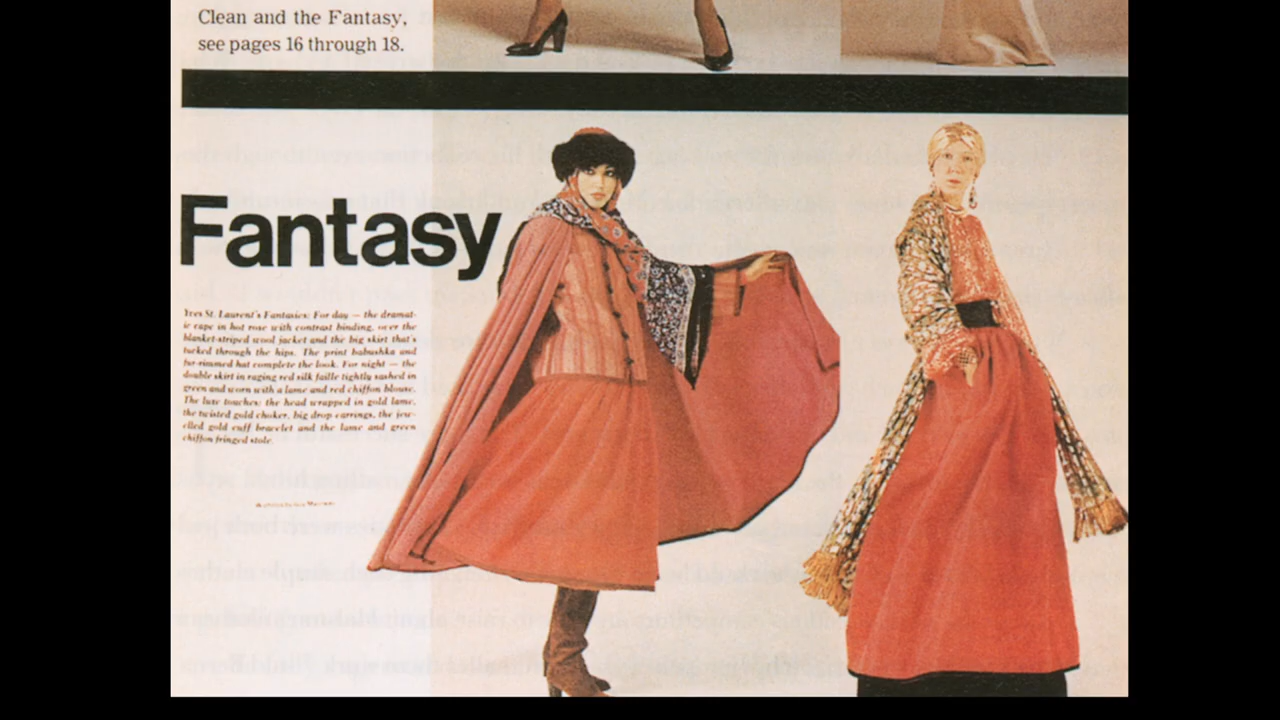 Clean and the Fantasy,
see pages 16 through 18.
Fantasy
Yves St. Laurent's Fantasies: For day — the dramat-
ic cape in hot rose with contrast binding, over the
blanket-striped wool jacket and the big skirt that's
tucked through the hips. The print babushka and
fur-rimmed hat complete the look. For night — the
double skirt in raging red silk faille tightly sashed in
green and worn with a lame and red chiffon blouse.
The luxe touches: the head wrapped in gold lame,
the twisted gold choker, big drop earrings, the jew-
elled gold cuff bracelet and the lame and green
chiffon fringed stole.